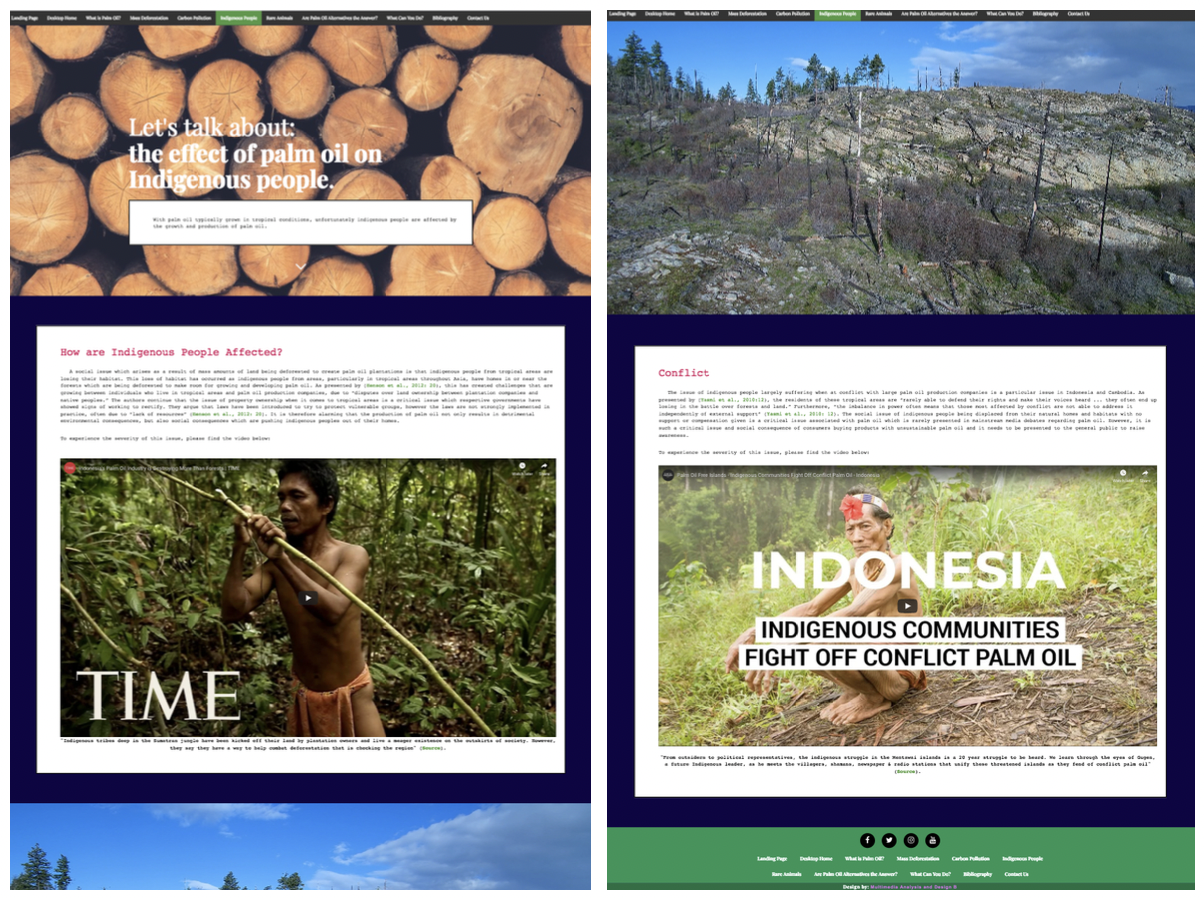 Landing Page Desktop Home What is Palm Oil? Mass Deforestation Carbon Pollution Indigenous People Rare Animals Are Palm Oil Alternatives the Answer? What Can You Do? Bibliography Contact Us
Let's talk about:
the effect of palm oil on
Indigenous people.
With palm oil typically grown in tropical conditions, unfortunately indigenous people are affected by
the growth and production of palm oil.
How are Indigenous People Affected?
A social issue which arises as a result of mass amounts of land being deforested to create palm oil plantations is that indigenous people from tropical areas are
losing their habitat. This loss of habitat has occurred as indigenous people from areas, particularly in tropical areas throughout Asia, have homes in or near the
forests which are being deforested to make room for growing and developing palm oil. As presented by (Henson et al., 2012: 20), this has created challenges that are
growing between individuals who live in tropical areas and palm oil production companies, due to "disputes over land ownership between plantation companies and
native peoples." The authors continue that the issue of property ownership when it comes to tropical areas is a critical issue which respective governments have
showed signs of working to rectify. They argue that laws have been introduced to try to protect vulnerable groups, however the laws are not strongly implemented in
practice, often due to "lack of resources" (Henson et al., 2012: 20). It is therefore alarming that the production of palm oil not only results in detrimental
environmental consequences, but also social consequences which are pushing indigenous peoples out of their homes.
To experience the severity of this issue, please find the video below:
Indonesia's Palm Oil Industry Is Destroying More Than Forests | TIME
TIME
"Indigenous tribes deep in the Sumatran jungle have been kicked off their land by plantation owners and live a meager existence on the outskirts of society. However,
they say they have a way to help combat deforestation that is choking the region" (Source).
Landing Page Desktop Home What is Palm Oil? Mass Deforestation Carbon Pollution Indigenous People Rare Animals Are Palm Oil Alternatives the Answer? What Can You Do? Bibliography Contact Us
Conflict
The issue of indigenous people largely suffering when at conflict with large palm oil production companies is a particular issue in Indonesia and Cambodia. As
presented by (Yasmi et al., 2010:12), the residents of these tropical areas are "rarely able to defend their rights and make their voices heard ... they often end up
losing in the battle over forests and land." Furthermore, "the imbalance in power often means that those most affected by conflict are not able to address it
independently of external support" (Yasmi et al., 2010: 12). The social issue of indigenous people being displaced from their natural homes and habitats with no
support or compensation given is a critical issue associated with palm oil which is rarely presented in mainstream media debates regarding palm oil. However, it is
such a critical issue and social consequence of consumers buying products with unsustainable palm oil and it needs to be presented to the general public to raise
awareness.
To experience the severity of this issue, please find the video below:
Palm Oil Free Islands: Indigenous Communities Fight Off Conflict Palm Oil - Indonesia
INDONESIA
INDIGENOUS COMMUNITIES
FIGHT OFF CONFLICT PALM OIL
"From outsiders to political representatives, the indigenous struggle in the Mentawai islands is a 20 year struggle to be heard. We learn through the eyes of Gugen,
a future Indigenous leader, as he meets the villagers, shamans, newspaper & radio stations that unify these threatened islands as they fend of conflict palm oil"
(Source).
Landing Page Desktop Home What is Palm Oil? Mass Deforestation Carbon Pollution Indigenous People
Rare Animals Are Palm Oil Alternatives the Answer? What Can You Do? Bibliography Contact Us
Design by: Multimedia Analysis and Design B